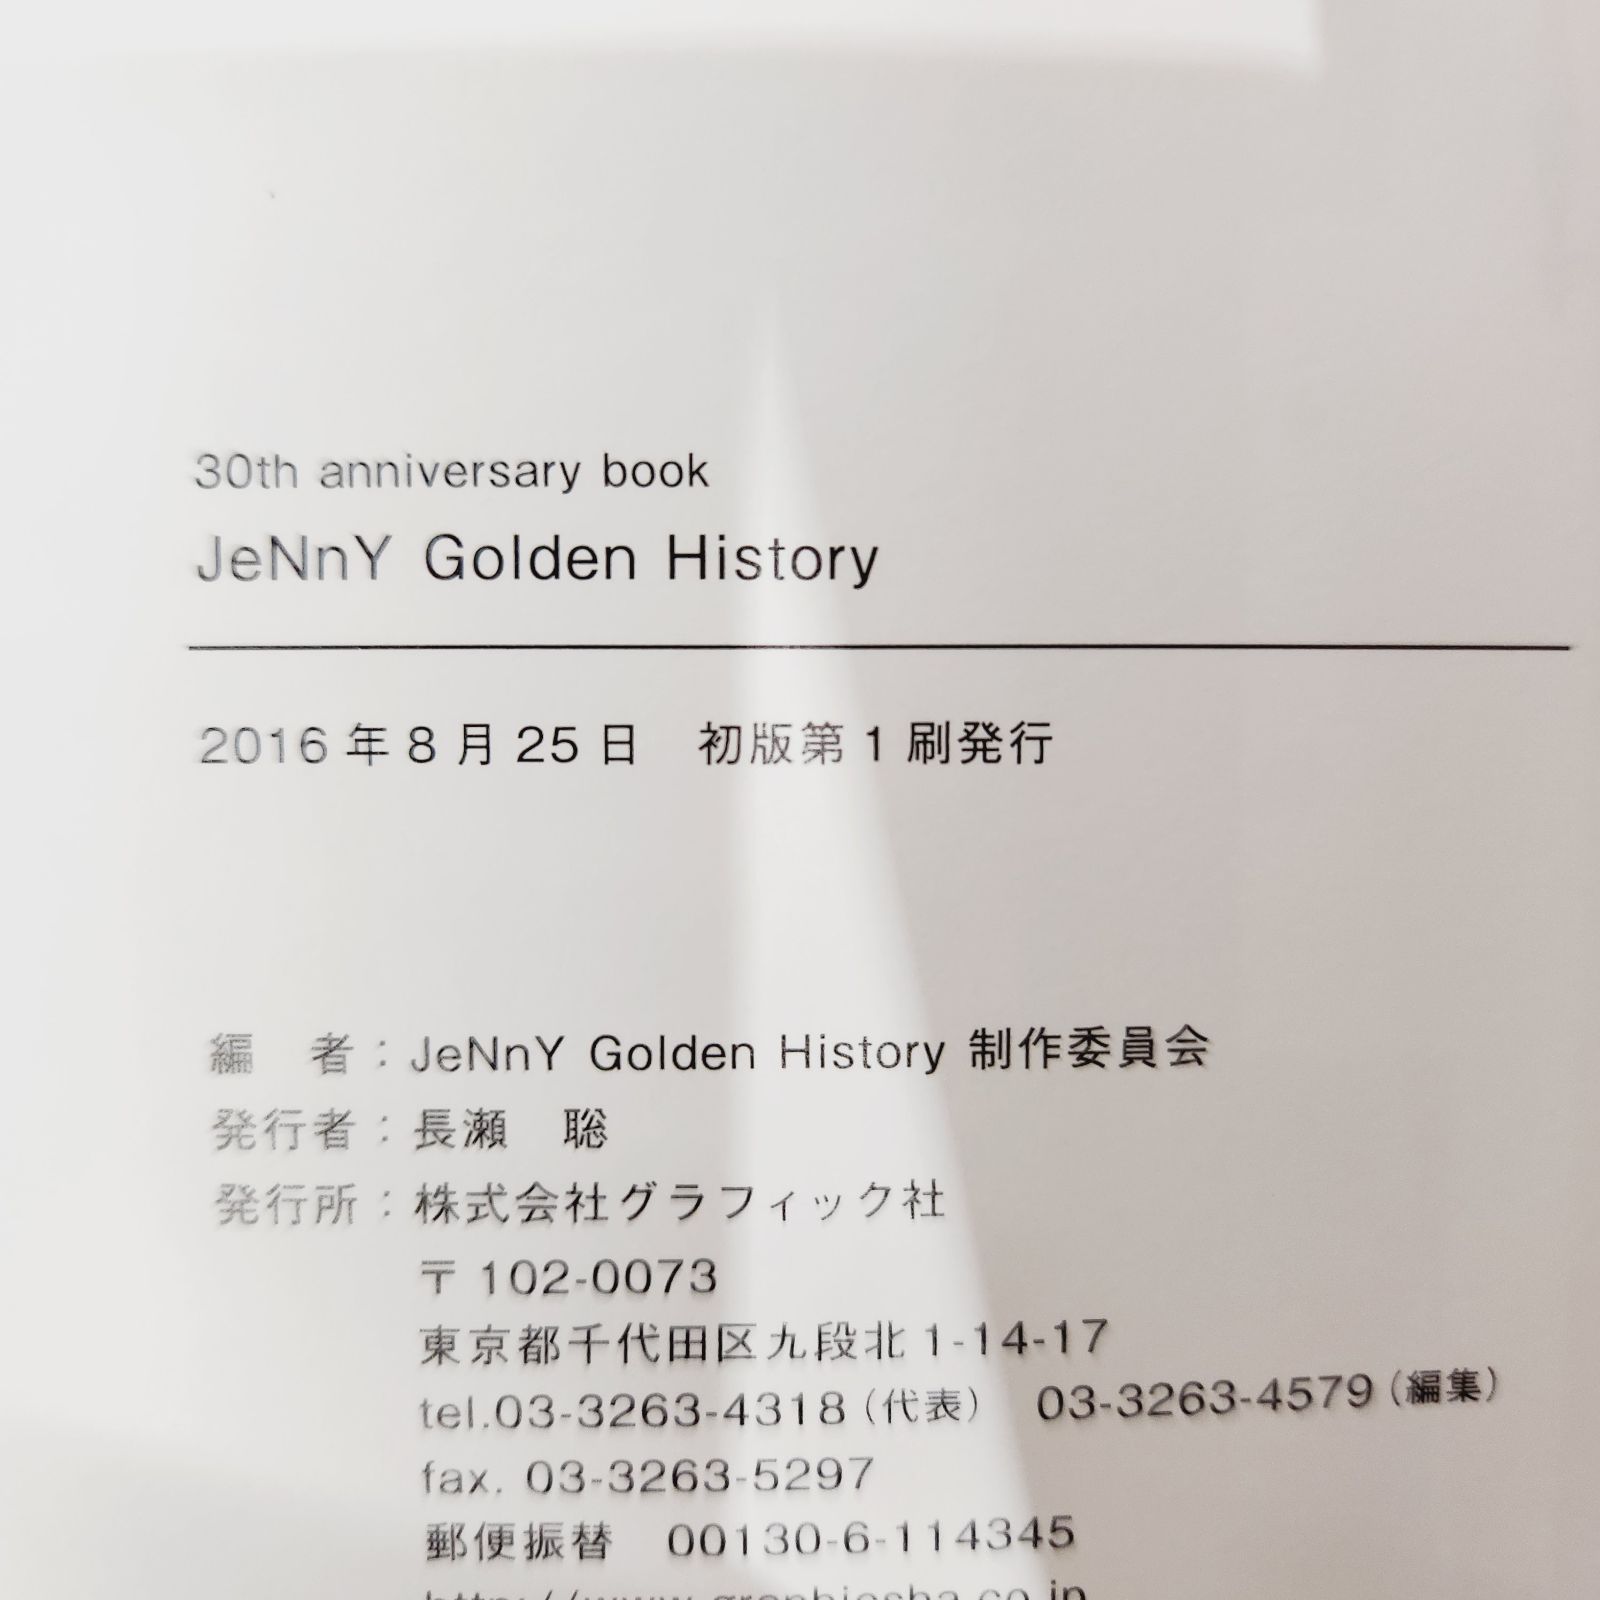 30th anniversary book
JeNnY Golden History
2016年8月25日　初版第1刷発行
編　者：JeNnY Golden History 制作委員会
発行者：長瀬　聡
発行所：株式会社グラフィック社
〒102-0073
東京都千代田区九段北1-14-17
tel.03-3263-4318（代表）　03-3263-4579（編集）
fax. 03-3263-5297
郵便振替　00130-6-114345